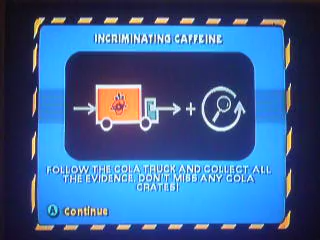 INCRIMINATING CAFFEINE
FOLLOW THE COLA TRUCK AND COLLECT ALL
THE EVIDENCE. DON'T MISS ANY COLA
CRATES!
A Continue